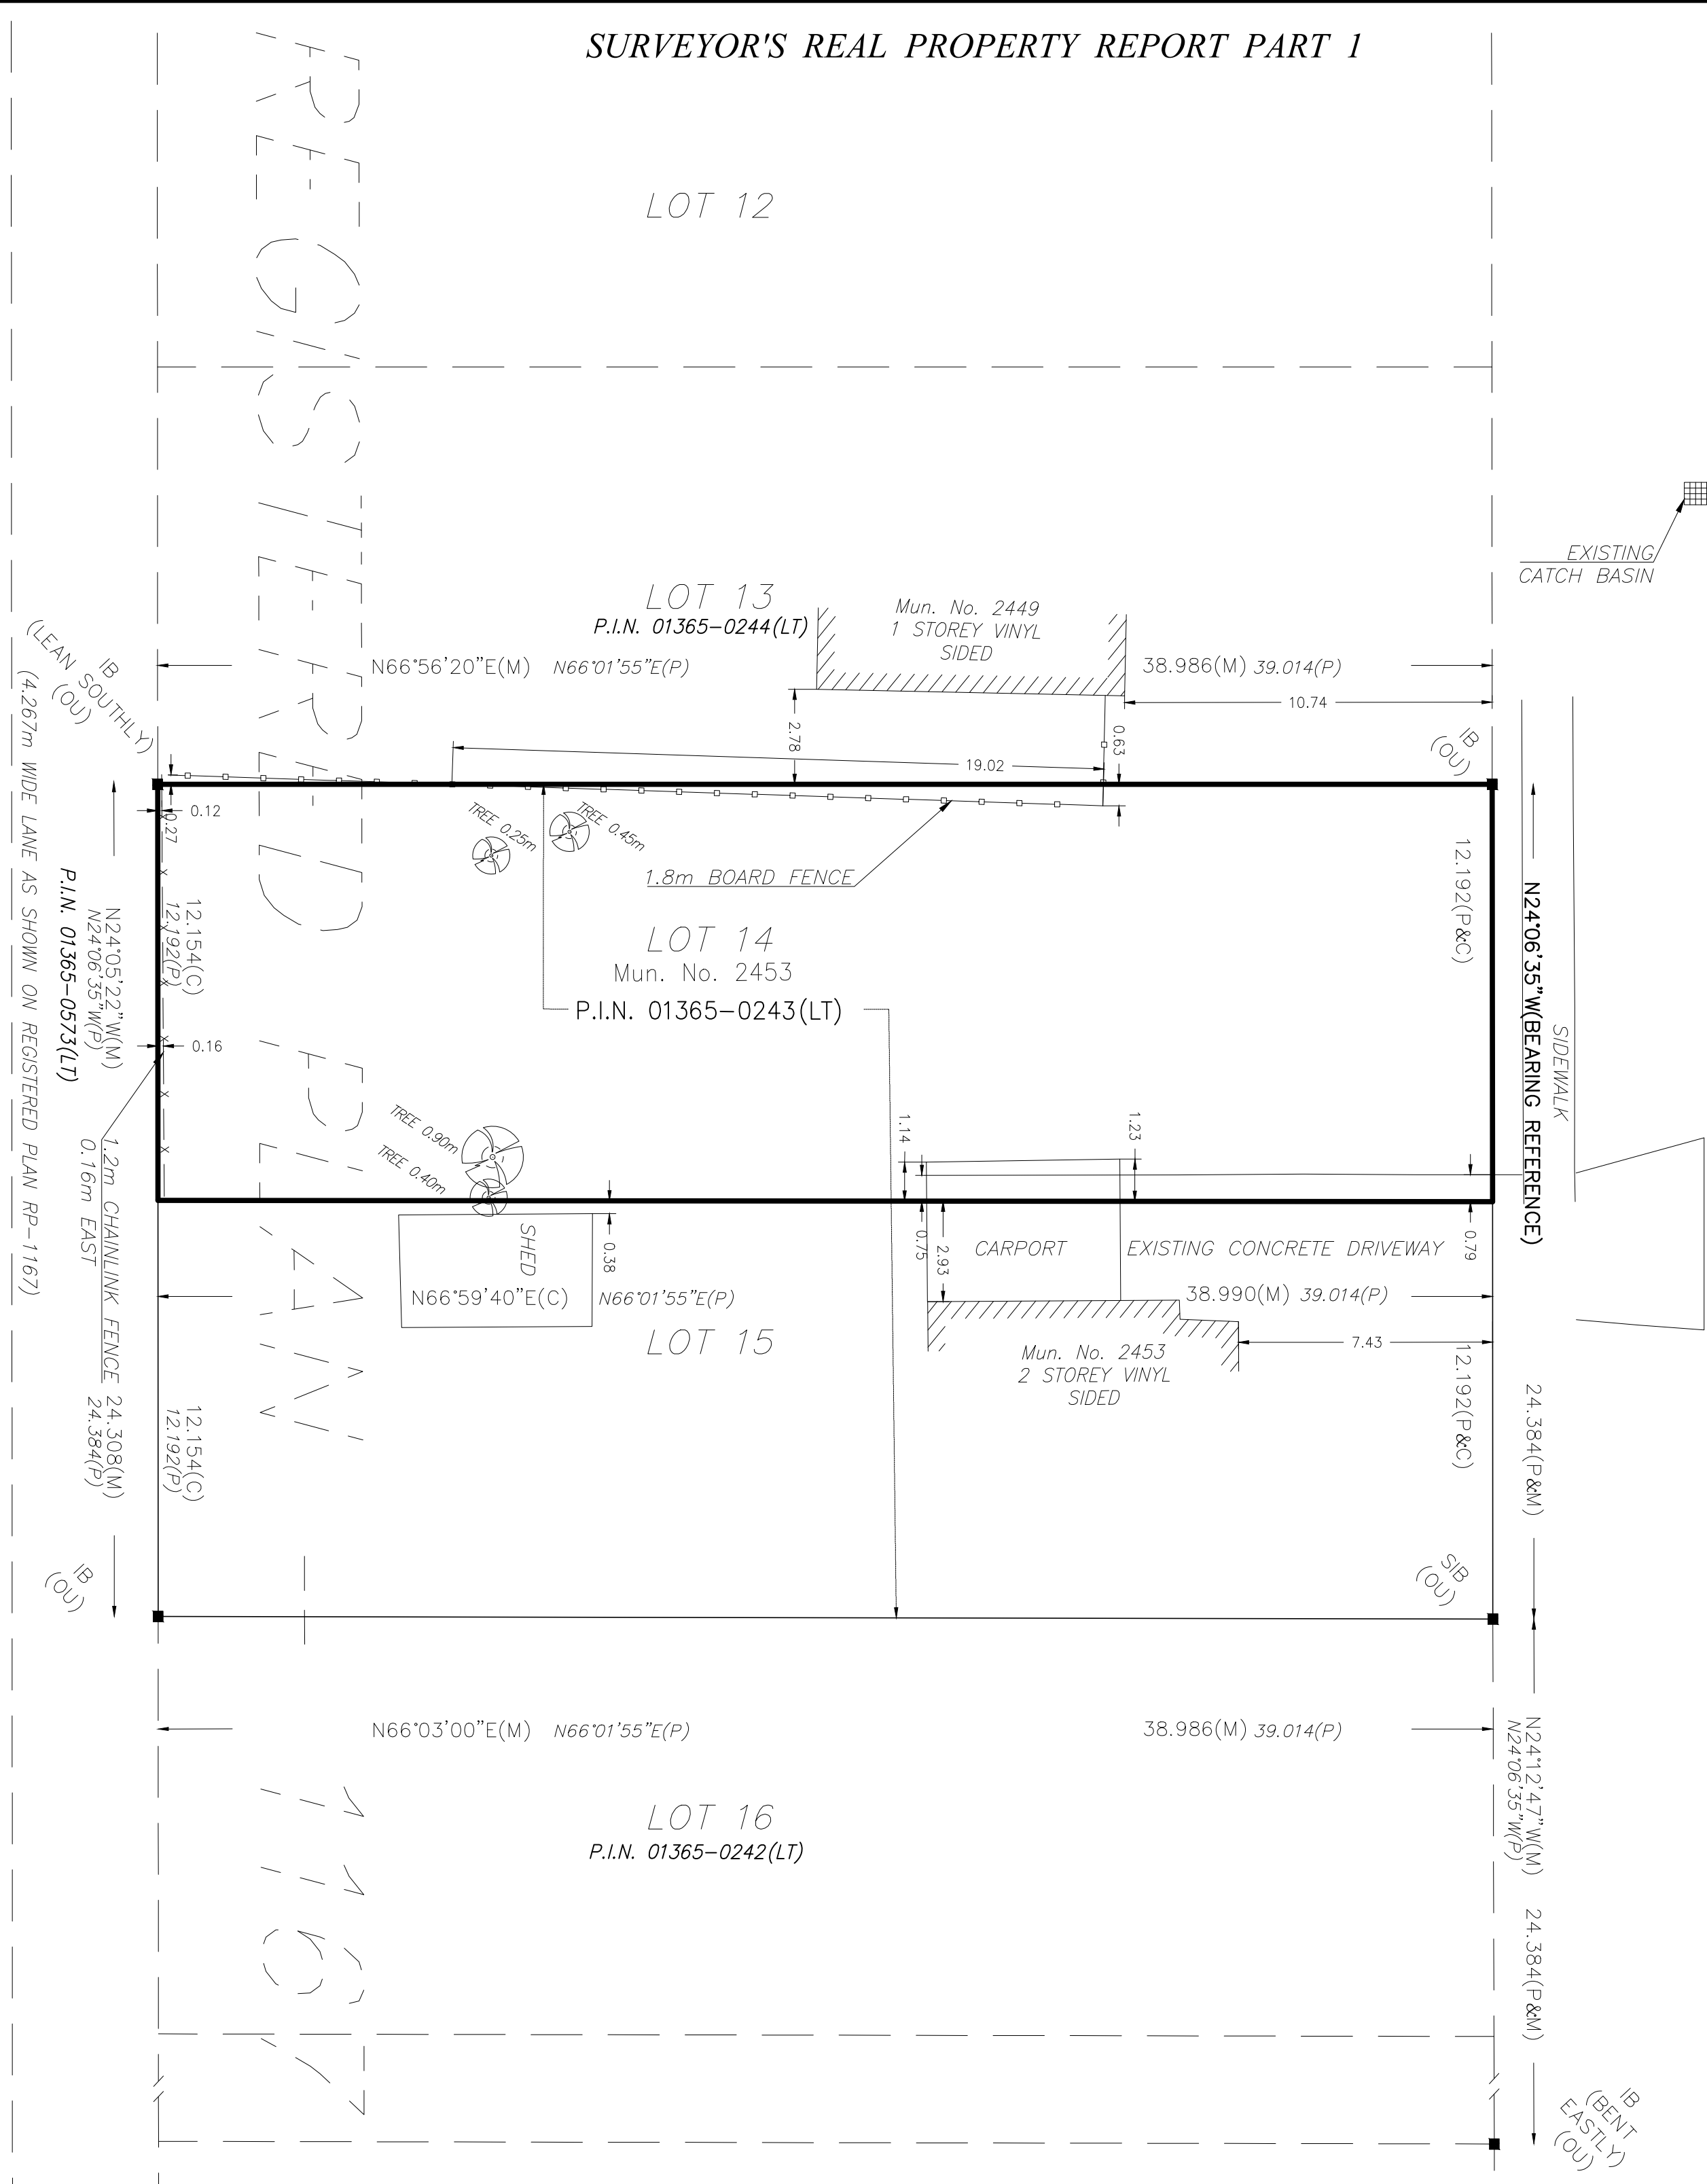 SURVEYOR'S REAL PROPERTY REPORT PART 1
REGISTERED PLAN - 1167
LOT 12
EXISTING
CATCH BASIN
LOT 13
P.I.N. 01365-0244(LT)
Mun. No. 2449
1 STOREY VINYL
SIDED
N66°56'20"E(M) N66°01'55"E(P)
38.986(M) 39.014(P)
10.74
2.78
0.63
19.02
IB
(LEAN SOUTHLY)
(OU)
IB
(OU)
0.12
0.27
TREE 0.25m
TREE 0.45m
1.8m BOARD FENCE
12.192(P&C)
12.154(C)
12.192(P)
N24°05'22"W(M)
N24°06'35"W(P)
P.I.N. 01365-0573(LT)
(4.267m WIDE LANE AS SHOWN ON REGISTERED PLAN RP-1167)
LOT 14
Mun. No. 2453
P.I.N. 01365-0243(LT)
N24°06'35"W(BEARING REFERENCE)
SIDEWALK
0.16
TREE 0.90m
TREE 0.40m
1.14
1.23
1.2m CHAINLINK FENCE
0.16m EAST
SHED
0.38
0.75
2.93
CARPORT
EXISTING CONCRETE DRIVEWAY
0.79
N66°59'40"E(C) N66°01'55"E(P)
38.990(M) 39.014(P)
LOT 15
Mun. No. 2453
2 STOREY VINYL
SIDED
7.43
12.192(P&C)
24.384(P&M)
24.308(M)
24.384(P)
12.154(C)
12.192(P)
IB
(OU)
SIB
(OU)
N66°03'00"E(M) N66°01'55"E(P)
38.986(M) 39.014(P)
N24°12'47"W(M)
N24°06'35"W(P)
24.384(P&M)
LOT 16
P.I.N. 01365-0242(LT)
IB
(BENT
EASTLY)
(OU)